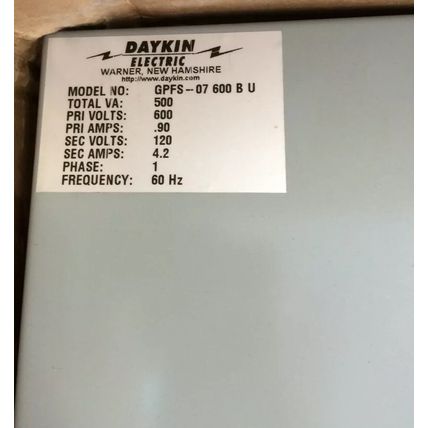 DAYKIN
ELECTRIC
WARNER, NEW HAMSHIRE
http://www.daykin.com
MODEL NO: GPFS-07 600 B U
TOTAL VA: 500
PRI VOLTS: 600
PRI AMPS: .90
SEC VOLTS: 120
SEC AMPS: 4.2
PHASE: 1
FREQUENCY: 60 Hz